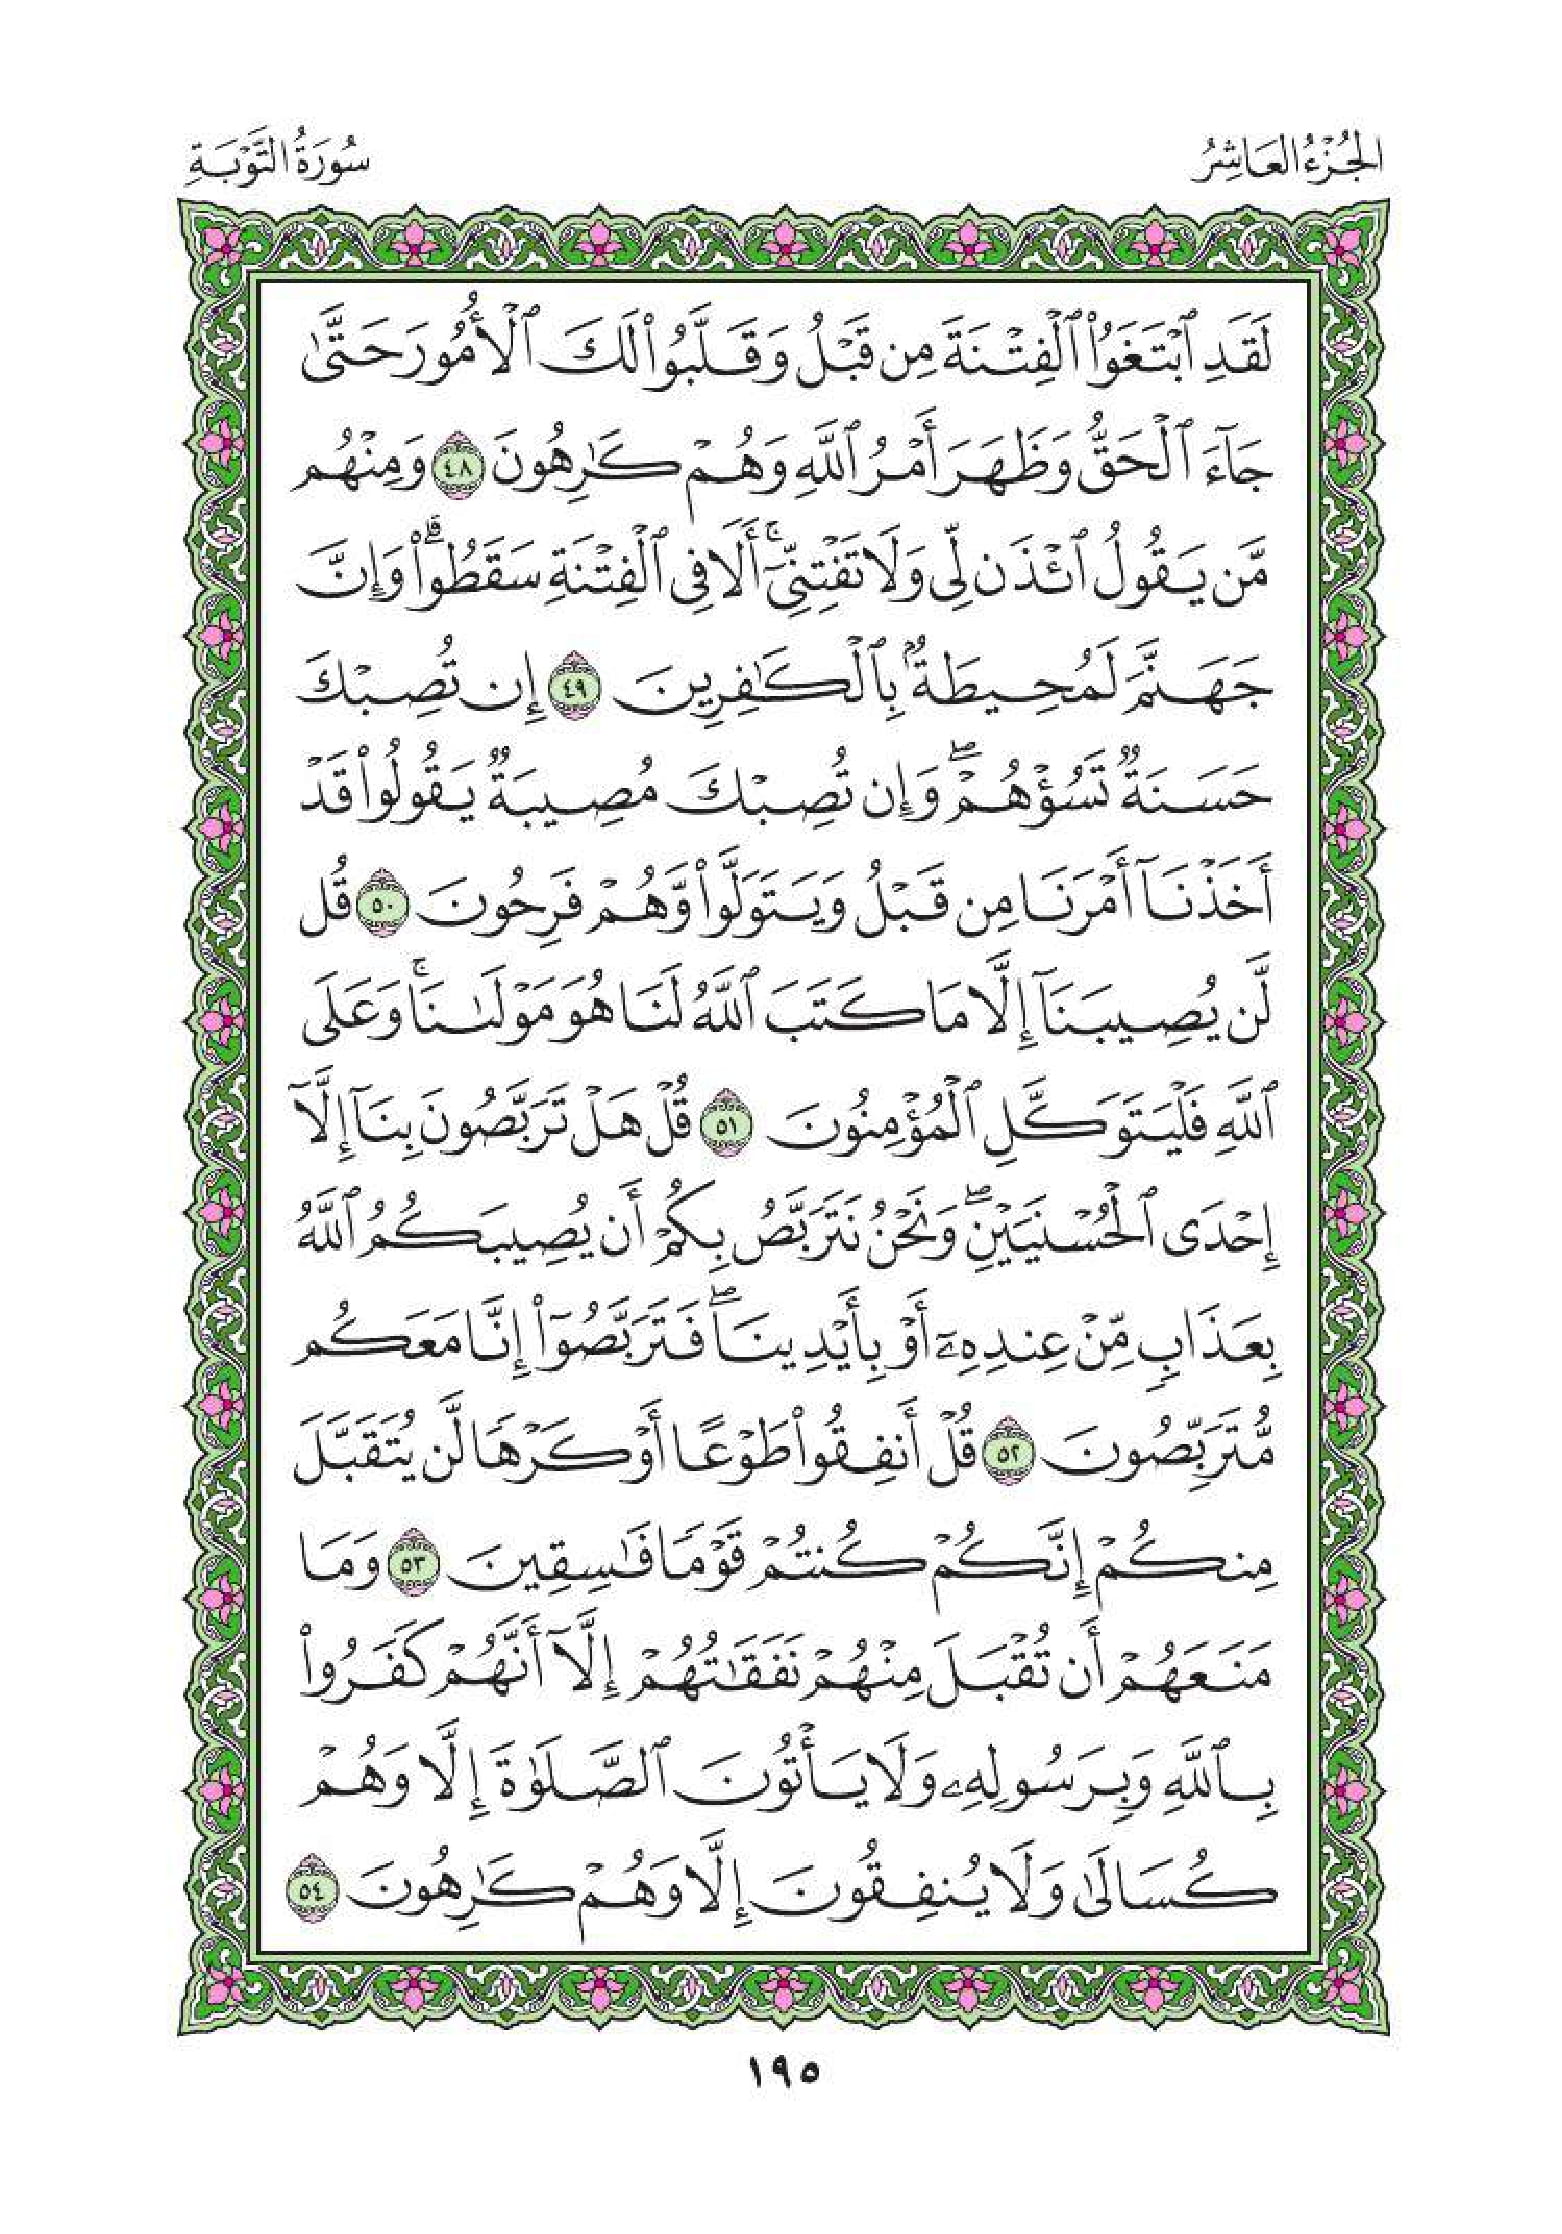 الجُزْءُ العَاشِرُ
سُورَةُ التَّوْبَةِ
لَقَدِ ٱبْتَغَوُا۟ ٱلْفِتْنَةَ مِن قَبْلُ وَقَلَّبُوا۟ لَكَ ٱلْأُمُورَ حَتَّىٰ
جَآءَ ٱلْحَقُّ وَظَهَرَ أَمْرُ ٱللَّهِ وَهُمْ كَـٰرِهُونَ ٤٨ وَمِنْهُم
مَّن يَقُولُ ٱئْذَن لِّى وَلَا تَفْتِنِّىٓ ۚ أَلَا فِى ٱلْفِتْنَةِ سَقَطُوا۟ ۗ وَإِنَّ
جَهَنَّمَ لَمُحِيطَةٌۢ بِٱلْكَـٰفِرِينَ ٤٩ إِن تُصِبْكَ
حَسَنَةٌ تَسُؤْهُمْ ۖ وَإِن تُصِبْكَ مُصِيبَةٌ يَقُولُوا۟ قَدْ
أَخَذْنَآ أَمْرَنَا مِن قَبْلُ وَيَتَوَلَّوا۟ وَّهُمْ فَرِحُونَ ٥٠ قُل
لَّن يُصِيبَنَآ إِلَّا مَا كَتَبَ ٱللَّهُ لَنَا هُوَ مَوْلَىٰنَا ۚ وَعَلَى
ٱللَّهِ فَلْيَتَوَكَّلِ ٱلْمُؤْمِنُونَ ٥١ قُلْ هَلْ تَرَبَّصُونَ بِنَآ إِلَّآ
إِحْدَى ٱلْحُسْنَيَيْنِ ۖ وَنَحْنُ نَتَرَبَّصُ بِكُمْ أَن يُصِيبَكُمُ ٱللَّهُ
بِعَذَابٍ مِّنْ عِندِهِۦٓ أَوْ بِأَيْدِينَا ۖ فَتَرَبَّصُوٓا۟ إِنَّا مَعَكُم
مُّتَرَبِّصُونَ ٥٢ قُلْ أَنفِقُوا۟ طَوْعًا أَوْ كَرْهًا لَّن يُتَقَبَّلَ
مِنكُمْ إِنَّكُمْ كُنتُمْ قَوْمًا فَـٰسِقِينَ ٥٣ وَمَا
مَنَعَهُمْ أَن تُقْبَلَ مِنْهُمْ نَفَقَـٰتُهُمْ إِلَّآ أَنَّهُمْ كَفَرُوا۟
بِٱللَّهِ وَبِرَسُولِهِۦ وَلَا يَأْتُونَ ٱلصَّلَوٰةَ إِلَّا وَهُمْ
كُسَالَىٰ وَلَا يُنفِقُونَ إِلَّا وَهُمْ كَـٰرِهُونَ ٥٤
١٩٥